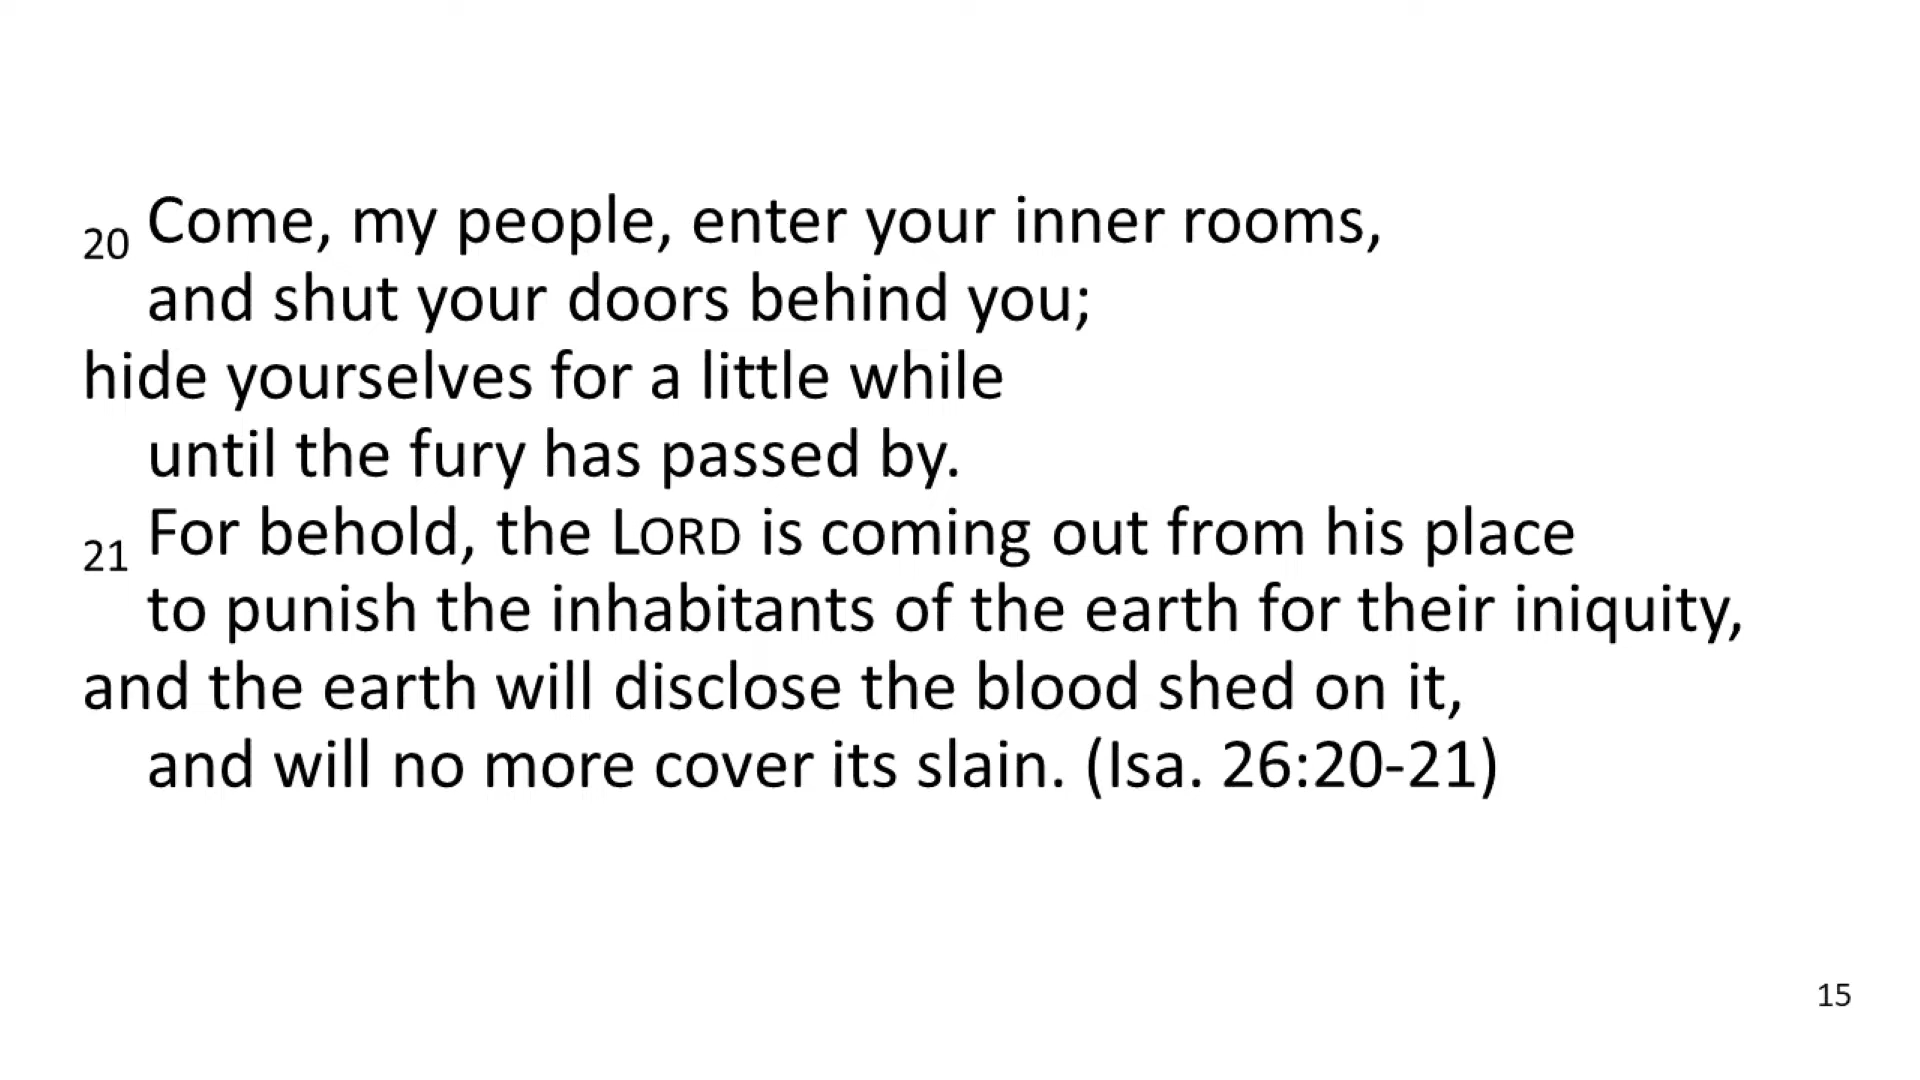 20 Come, my people, enter your inner rooms,
and shut your doors behind you;
hide yourselves for a little while
until the fury has passed by.
21 For behold, the LORD is coming out from his place
to punish the inhabitants of the earth for their iniquity,
and the earth will disclose the blood shed on it,
and will no more cover its slain. (Isa. 26:20-21)
15